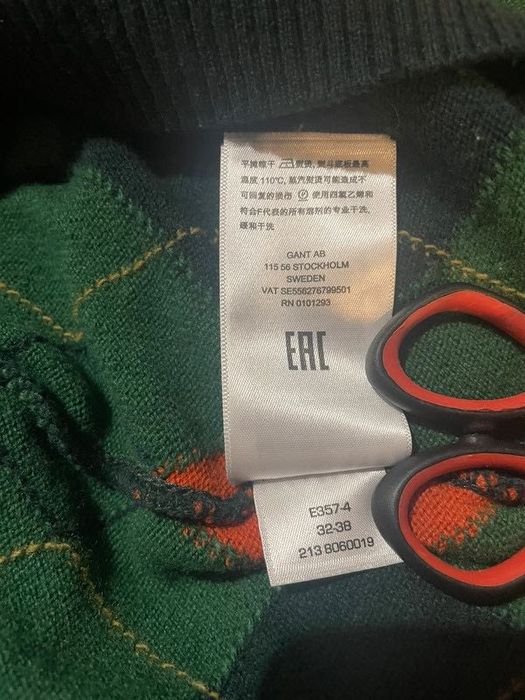 平摊晾干 熨烫, 熨斗底板最高
温度 110℃, 蒸汽熨烫可能造成不
可回复的损伤 Ⓟ 使用四氯乙烯和
符合F代表的所有溶剂的专业干洗,
缓和干洗
GANT AB
115 56 STOCKHOLM
SWEDEN
VAT SE556276799501
RN 0101293
EAC
E357-4
32-38
213 8060019